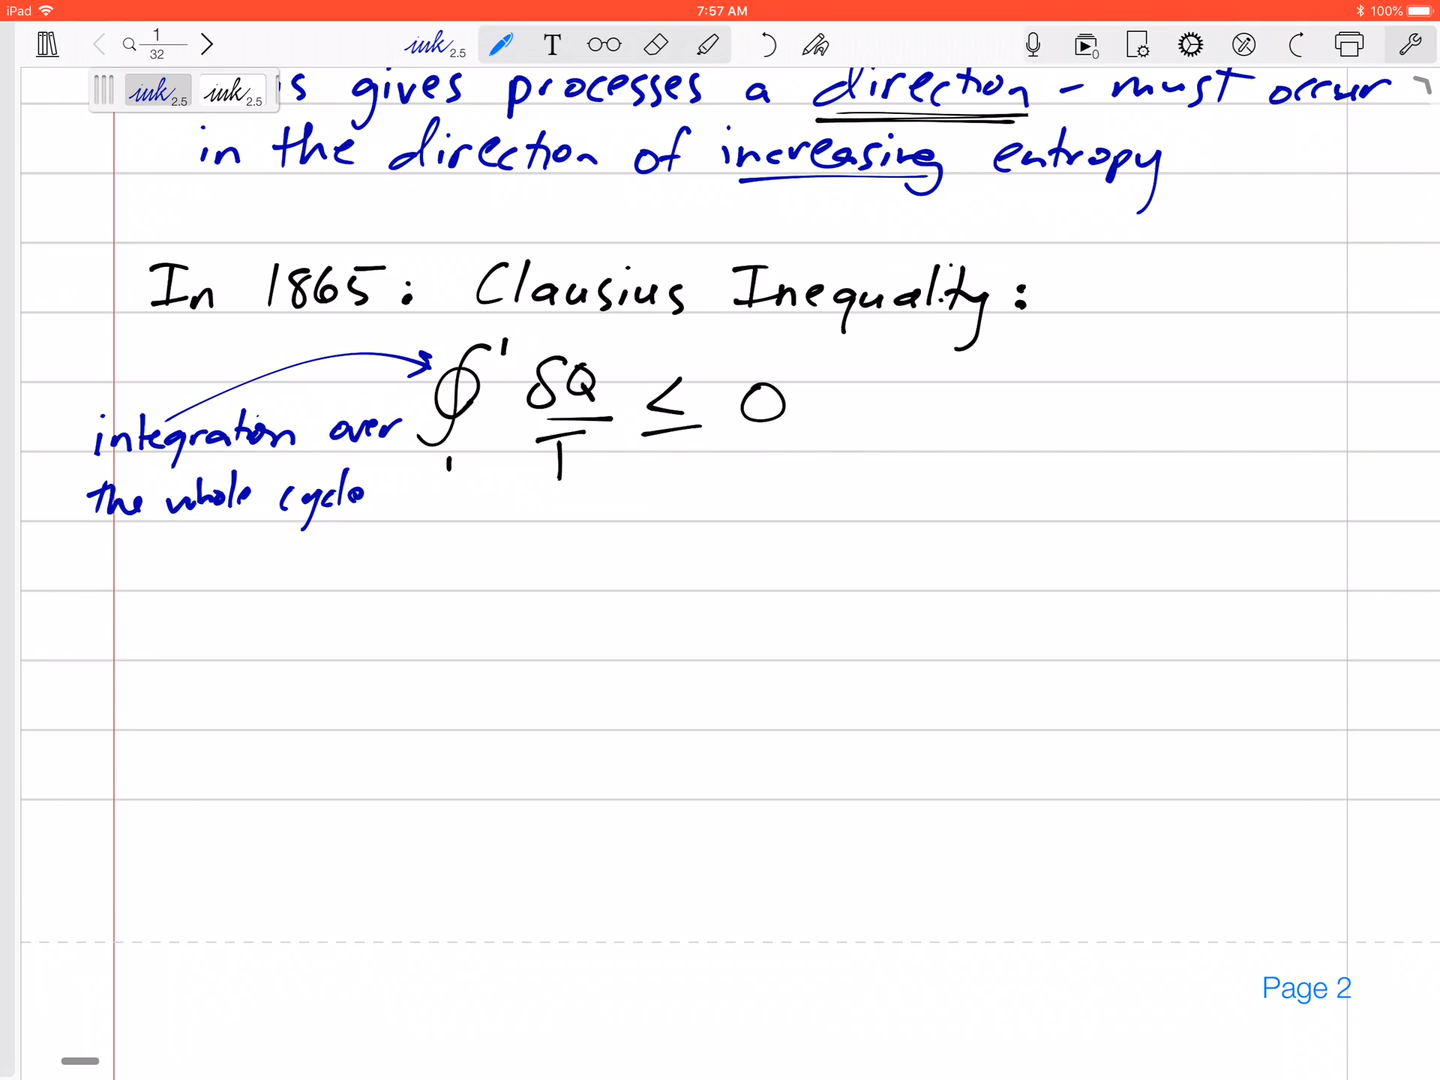 iPad 7:57 AM 100%
1
32
ink 2.5 T 0
ink 2.5 ink 2.5
s gives processes a direction - must occur
in the direction of increasing entropy
In 1865: Clausius Inequality:
∮₁¹ δQ/T ≤ 0
integration over
the whole cycle
Page 2